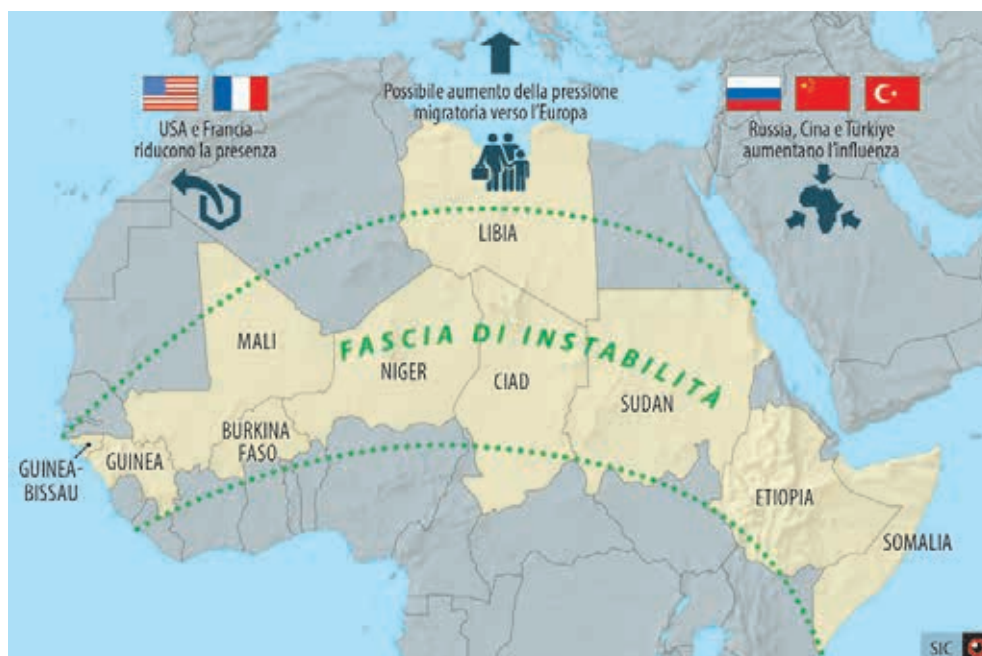 USA e Francia
riducono la presenza
Possibile aumento della pressione
migratoria verso l'Europa
Russia, Cina e Türkiye
aumentano l'influenza
LIBIA
FASCIA DI INSTABILITÀ
MALI
NIGER
CIAD
SUDAN
BURKINA
FASO
GUINEA
GUINEA-
BISSAU
ETIOPIA
SOMALIA
SIC